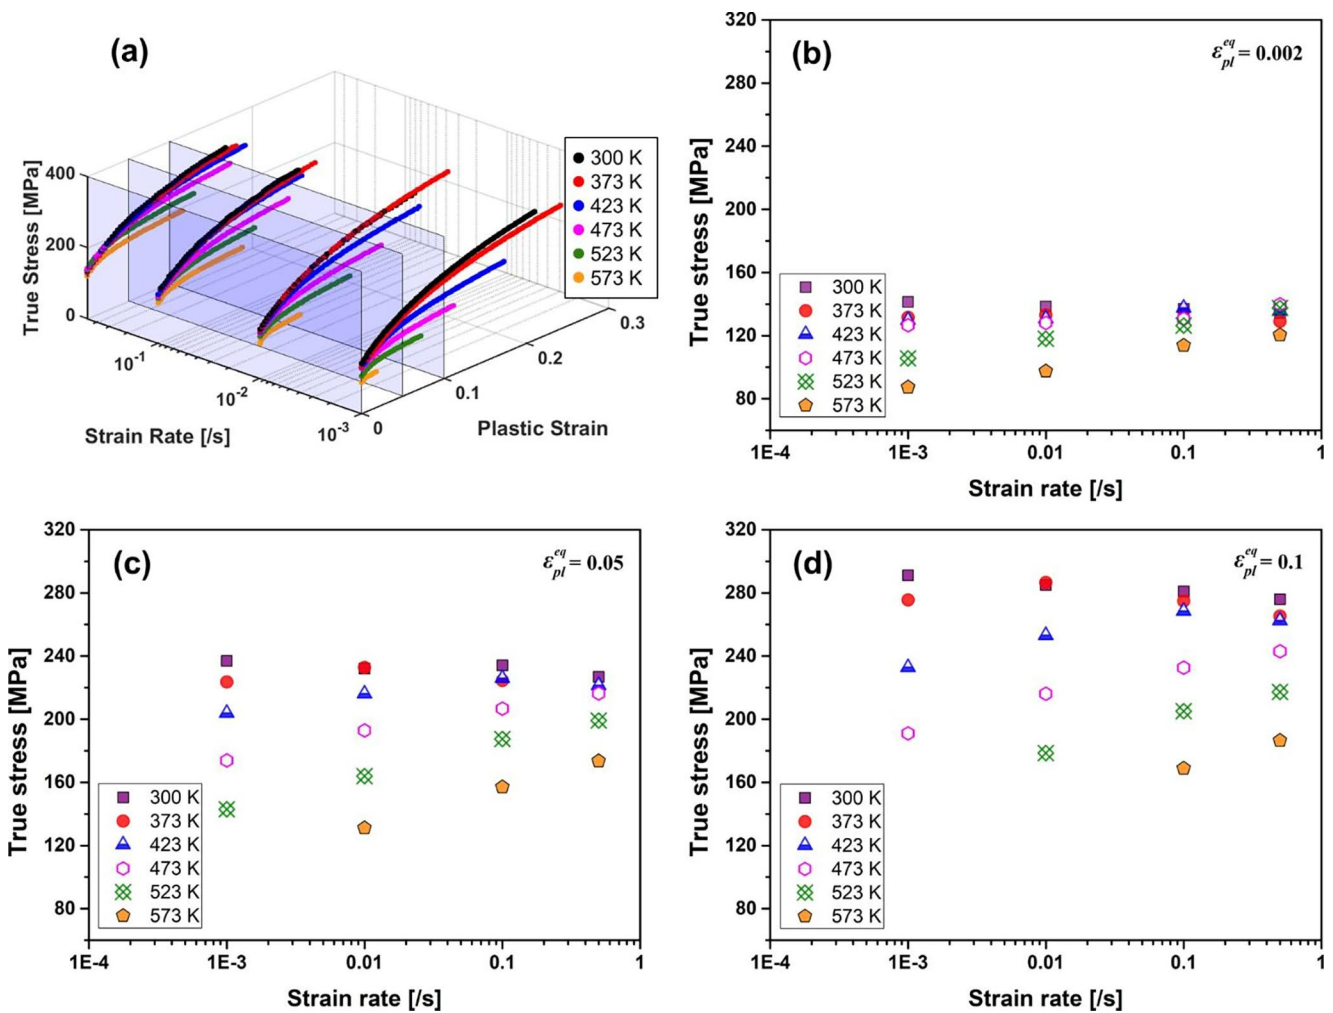 (a)
True Stress [MPa]
400
200
0
10-1
10-2
10-3
Strain Rate [/s]
0
0.1
0.2
0.3
Plastic Strain
300 K
373 K
423 K
473 K
523 K
573 K
(b)
εpl eq = 0.002
True stress [MPa]
320
280
240
200
160
120
80
300 K
373 K
423 K
473 K
523 K
573 K
1E-4 1E-3 0.01 0.1 1
Strain rate [/s]
(c)
εpl eq = 0.05
True stress [MPa]
320
280
240
200
160
120
80
300 K
373 K
423 K
473 K
523 K
573 K
1E-4 1E-3 0.01 0.1 1
Strain rate [/s]
(d)
εpl eq = 0.1
True stress [MPa]
320
280
240
200
160
120
80
300 K
373 K
423 K
473 K
523 K
573 K
1E-4 1E-3 0.01 0.1 1
Strain rate [/s]